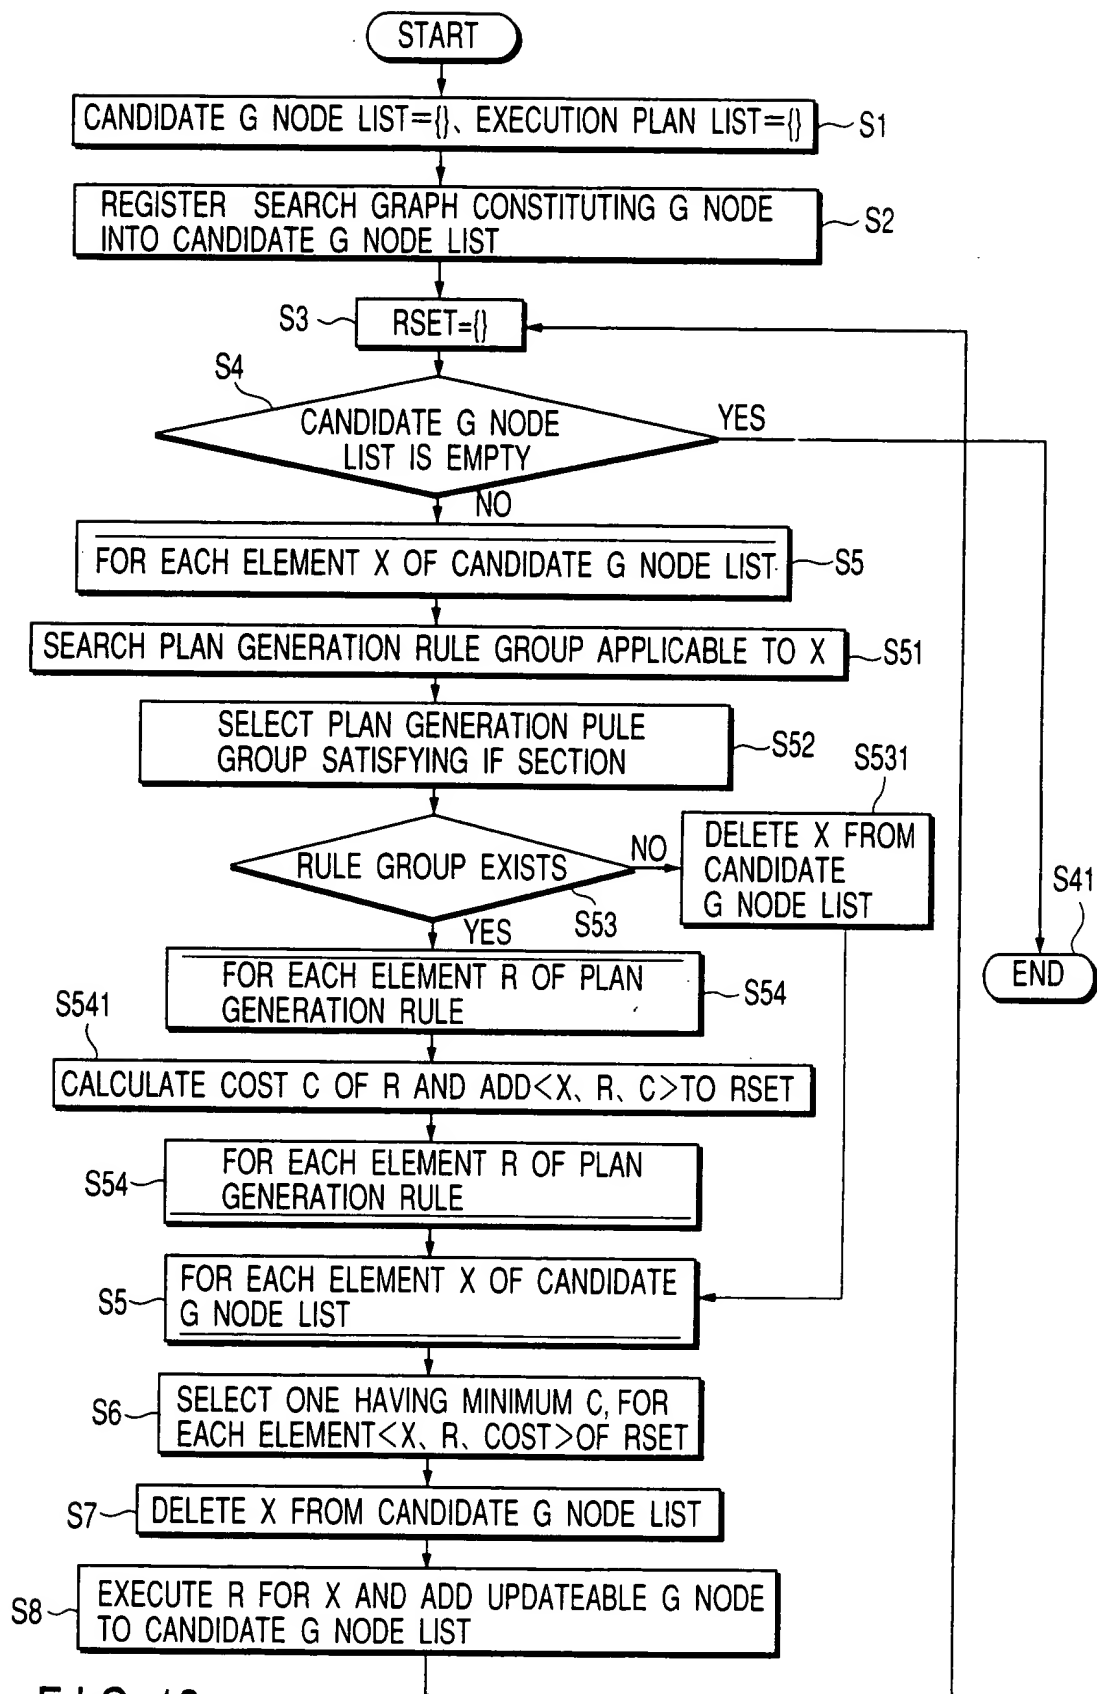 START
CANDIDATE G NODE LIST={}、EXECUTION PLAN LIST={}
S1
REGISTER SEARCH GRAPH CONSTITUTING G NODE
INTO CANDIDATE G NODE LIST
S2
S3
RSET={}
S4
CANDIDATE G NODE
LIST IS EMPTY
YES
NO
FOR EACH ELEMENT X OF CANDIDATE G NODE LIST
S5
SEARCH PLAN GENERATION RULE GROUP APPLICABLE TO X
S51
SELECT PLAN GENERATION PULE
GROUP SATISFYING IF SECTION
S52
S531
RULE GROUP EXISTS
NO
S53
YES
DELETE X FROM
CANDIDATE
G NODE LIST
S41
END
FOR EACH ELEMENT R OF PLAN
GENERATION RULE
S54
S541
CALCULATE COST C OF R AND ADD<X、R、C>TO RSET
FOR EACH ELEMENT R OF PLAN
GENERATION RULE
S54
FOR EACH ELEMENT X OF CANDIDATE
G NODE LIST
S5
SELECT ONE HAVING MINIMUM C, FOR
EACH ELEMENT<X、R、COST>OF RSET
S6
S7
DELETE X FROM CANDIDATE G NODE LIST
S8
EXECUTE R FOR X AND ADD UPDATEABLE G NODE
TO CANDIDATE G NODE LIST